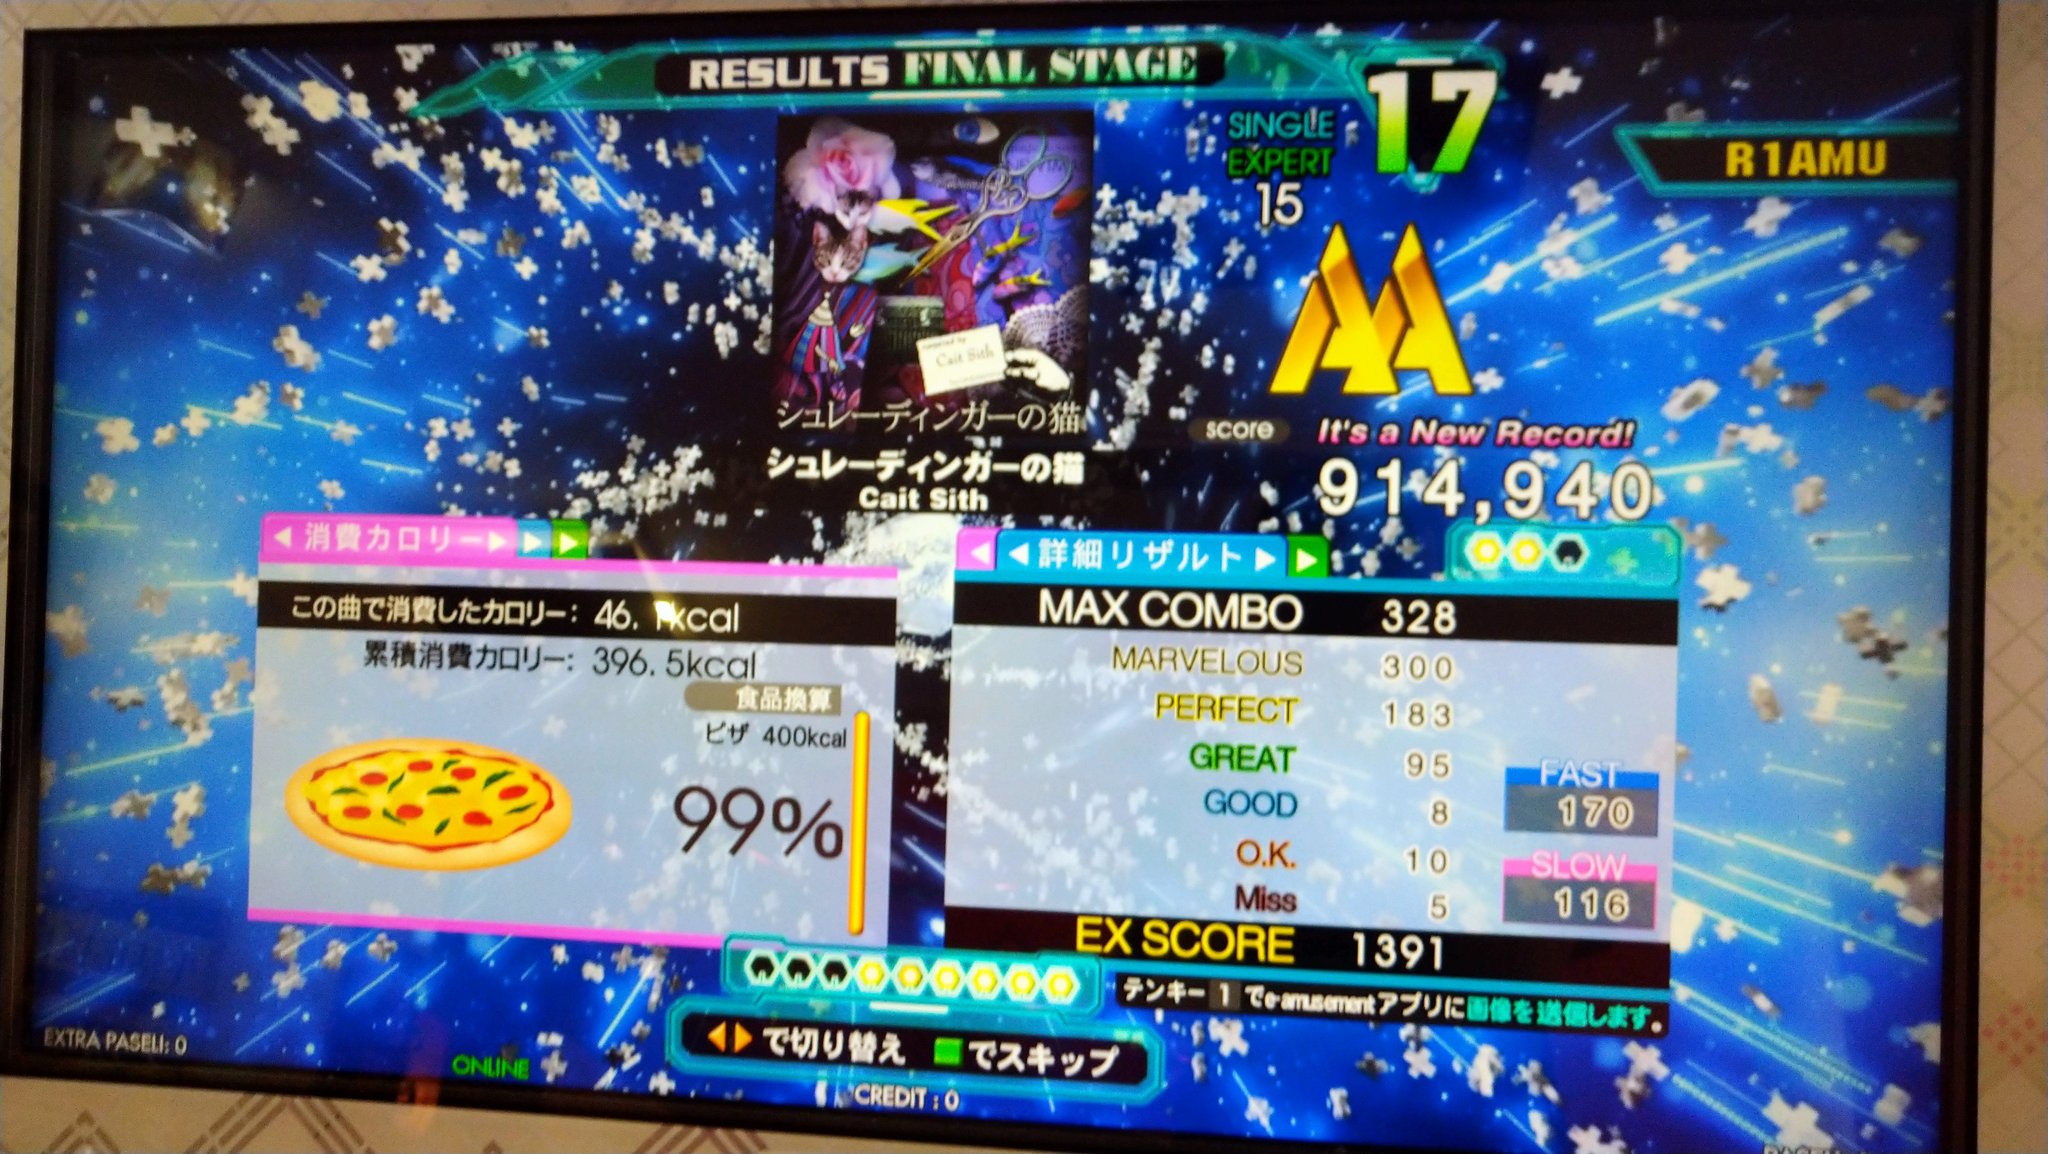 RESULTS FINAL STAGE
17
SINGLE
EXPERT
15
R1AMU
AA
Cait Sith
シュレーディンガーの猫
シュレーディンガーの猫
Cait Sith
score
It's a New Record!
914,940
消費カロリー
この曲で消費したカロリー: 46. 1kcal
累積消費カロリー: 396.5kcal
食品換算
ピザ 400kcal
99%
詳細リザルト
MAX COMBO 328
MARVELOUS 300
PERFECT 183
GREAT 95
GOOD 8
O.K. 10
Miss 5
FAST
170
SLOW
116
EX SCORE 1391
テンキー 1 でe-amusementアプリに画像を送信します。
で切り替え でスキップ
EXTRA PASELI: 0
ONLINE
CREDIT : 0